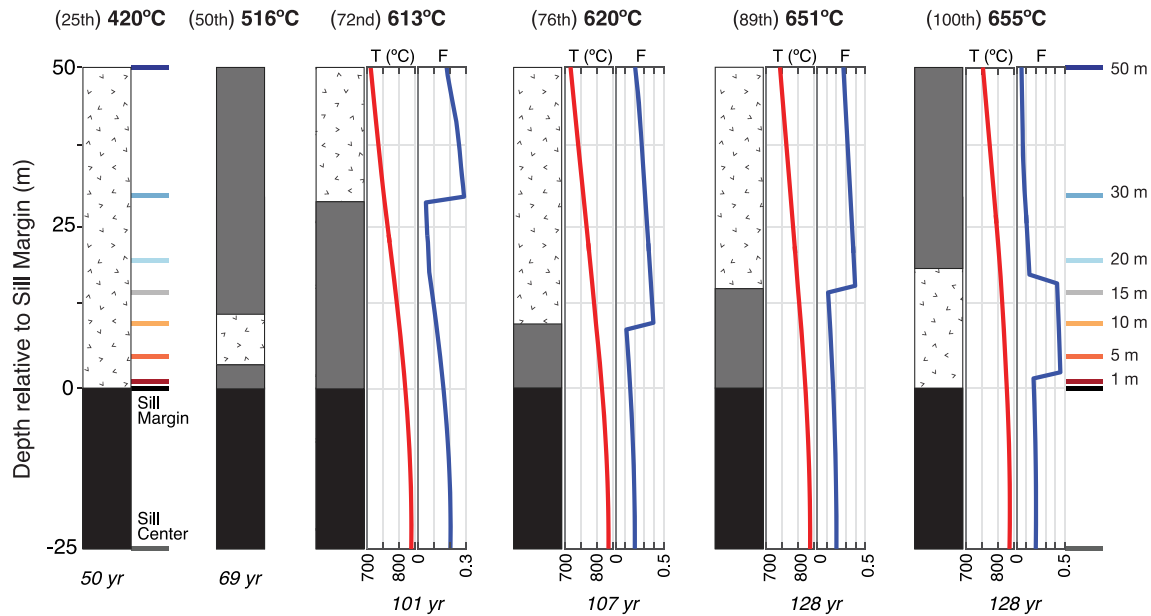 (25th) 420ºC (50th) 516ºC (72nd) 613ºC (76th) 620ºC (89th) 651ºC (100th) 655ºC
T (ºC) F T (ºC) F T (ºC) F T (ºC) F
50
25
0
-25
Depth relative to Sill Margin (m)
Sill
Margin
Sill
Center
50 m
30 m
20 m
15 m
10 m
5 m
1 m
700 800 0 0.3 700 800 0 0.5 700 800 0 0.5 700 800 0 0.5
50 yr 69 yr 101 yr 107 yr 128 yr 128 yr